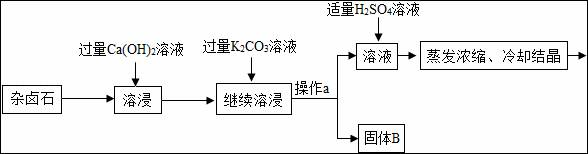 适量H2SO4溶液
过量Ca(OH)2溶液
过量K2CO3溶液
杂卤石
溶浸
继续溶浸
操作a
溶液
蒸发浓缩、冷却结晶
固体B